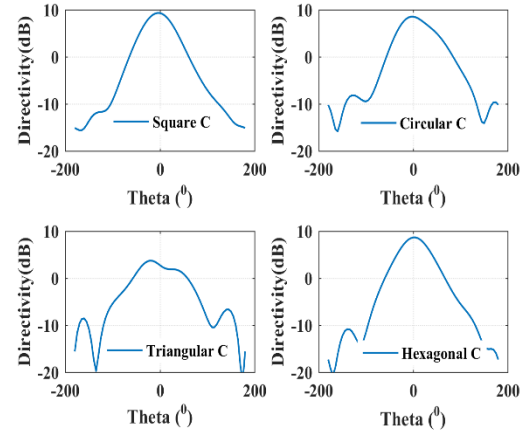 10
0
-10
-20
Directivity(dB)
Square C
-200
0
200
Theta (⁰)
10
0
-10
-20
Directivity(dB)
Circular C
-200
0
200
Theta (⁰)
10
0
-10
-20
Directivity(dB)
Triangular C
-200
0
200
Theta (⁰)
10
0
-10
-20
Directivity(dB)
Hexagonal C
-200
0
200
Theta (⁰)